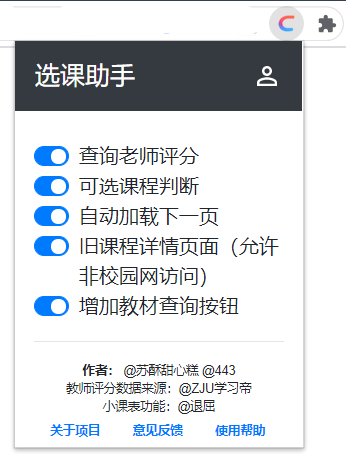 选课助手
查询老师评分
可选课程判断
自动加载下一页
旧课程详情页面（允许
非校园网访问）
增加教材查询按钮
作者： @苏酥甜心糕 @443
教师评分数据来源：@ZJU学习帝
小课表功能：@退屈
关于项目 意见反馈 使用帮助